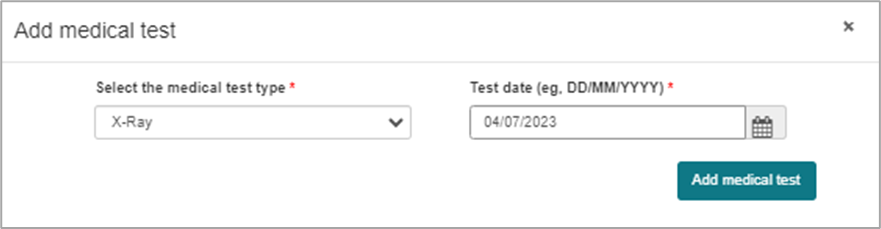 Add medical test ×
Select the medical test type * Test date (eg, DD/MM/YYYY) *
X-Ray 04/07/2023
Add medical test